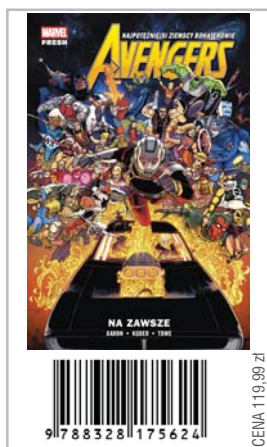 MARVEL
FRESH
NAJPOTĘŻNIEJSI ZIEMSCY BOHATEROWIE
AVENGERS
NA ZAWSZE
AARON • KUDER • TOWE
9 788328 175624
CENA 119,99 zł